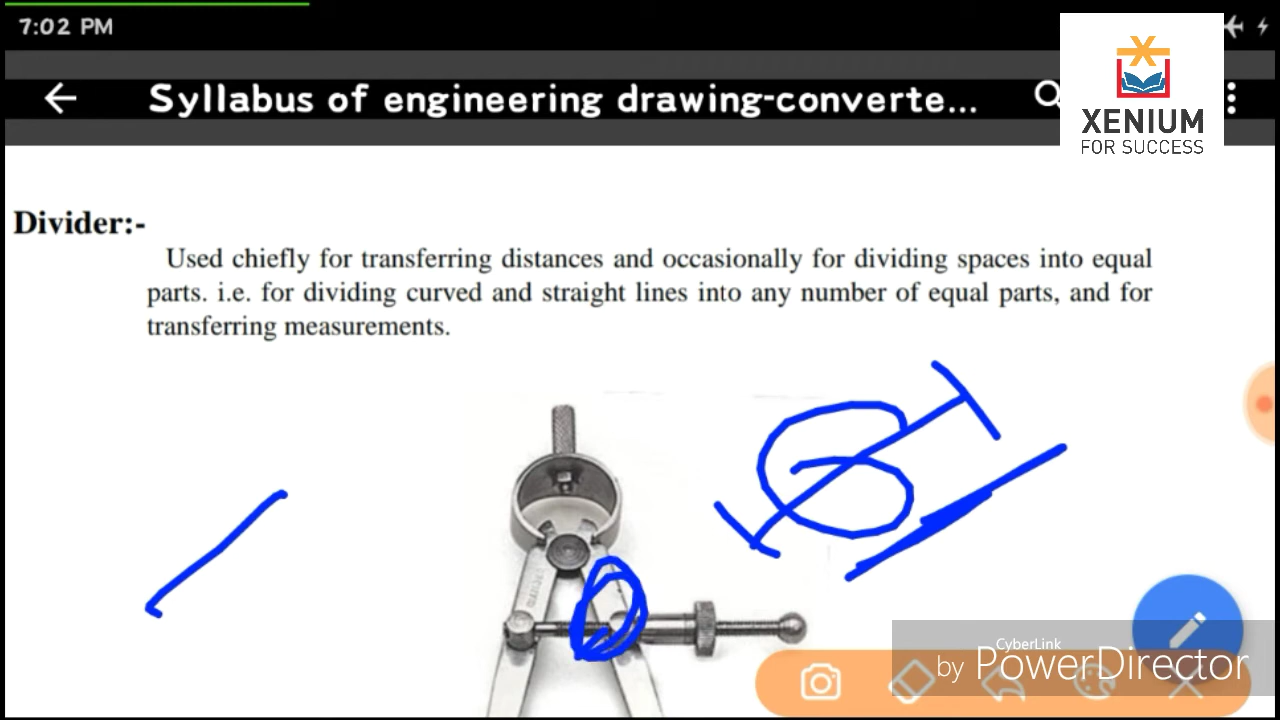 7:02 PM
Syllabus of engineering drawing-converte...
XENIUM
FOR SUCCESS
Divider:-
Used chiefly for transferring distances and occasionally for dividing spaces into equal
parts. i.e. for dividing curved and straight lines into any number of equal parts, and for
transferring measurements.
CyberLink
by PowerDirector